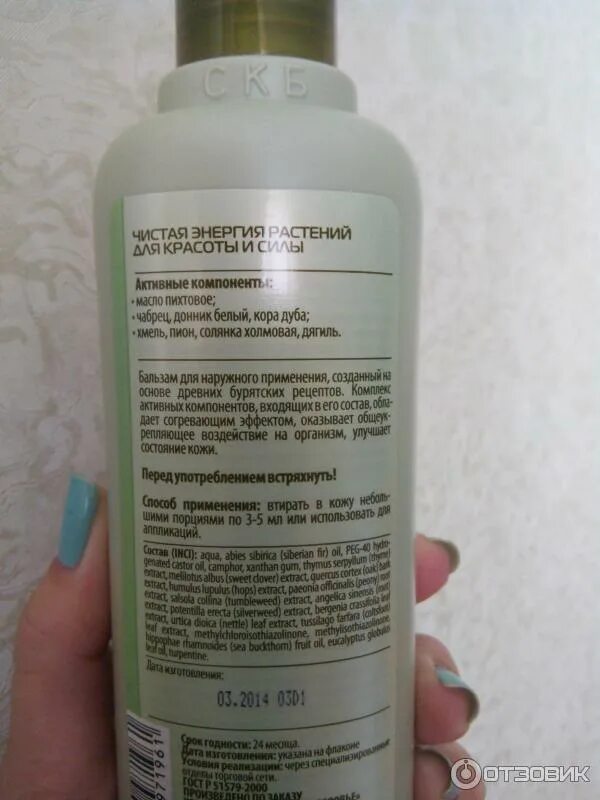 СКБ
ЧИСТАЯ ЭНЕРГИЯ РАСТЕНИЙ
ДЛЯ КРАСОТЫ И СИЛЫ
Активные компоненты:
• масло пихтовое;
• чабрец, донник белый, кора дуба;
• хмель, пион, солянка холмовая, дягиль.
Бальзам для наружного применения, созданный на
основе древних бурятских рецептов. Комплекс
активных компонентов, входящих в его состав, обла-
дает согревающим эффектом, оказывает общеук-
репляющее воздействие на организм, улучшает
состояние кожи.
Перед употреблением встряхнуть!
Способ применения: втирать в кожу неболь-
шими порциями по 3-5 мл или использовать для
аппликаций.
Состав (INCI): aqua, abies sibirica (siberian fir) oil, PEG-40 hydro-
genated castor oil, camphor, xanthan gum, thymus serpyllum (thyme)
extract, melilotus albus (sweet clover) extract, quercus cortex (oak) bark
extract, humulus lupulus (hops) extract, paeonia officinalis (peony) root
extract, salsola collina (tumbleweed) extract, angelica sinensis (root)
extract, potentilla erecta (silverweed) extract, bergenia crassifolia leaf
extract, urtica dioica (nettle) leaf extract, tussilago farfara (coltsfoot)
leaf extract, methylchloroisothiazolinone, methylisothiazolinone,
hippophae rhamnoides (sea buckthorn) fruit oil, eucalyptus globulus
leaf oil, turpentine.
Дата изготовления:
03.2014 03D1
Срок годности: 24 месяца.
Дата изготовления: указана на флаконе
Условия реализации: через специализированные
отделы торговой сети.
ГОСТ Р 51579-2000
ПРОИЗВЕДЕНО ПО ЗАКАЗУ
971961
ОТЗОВИК